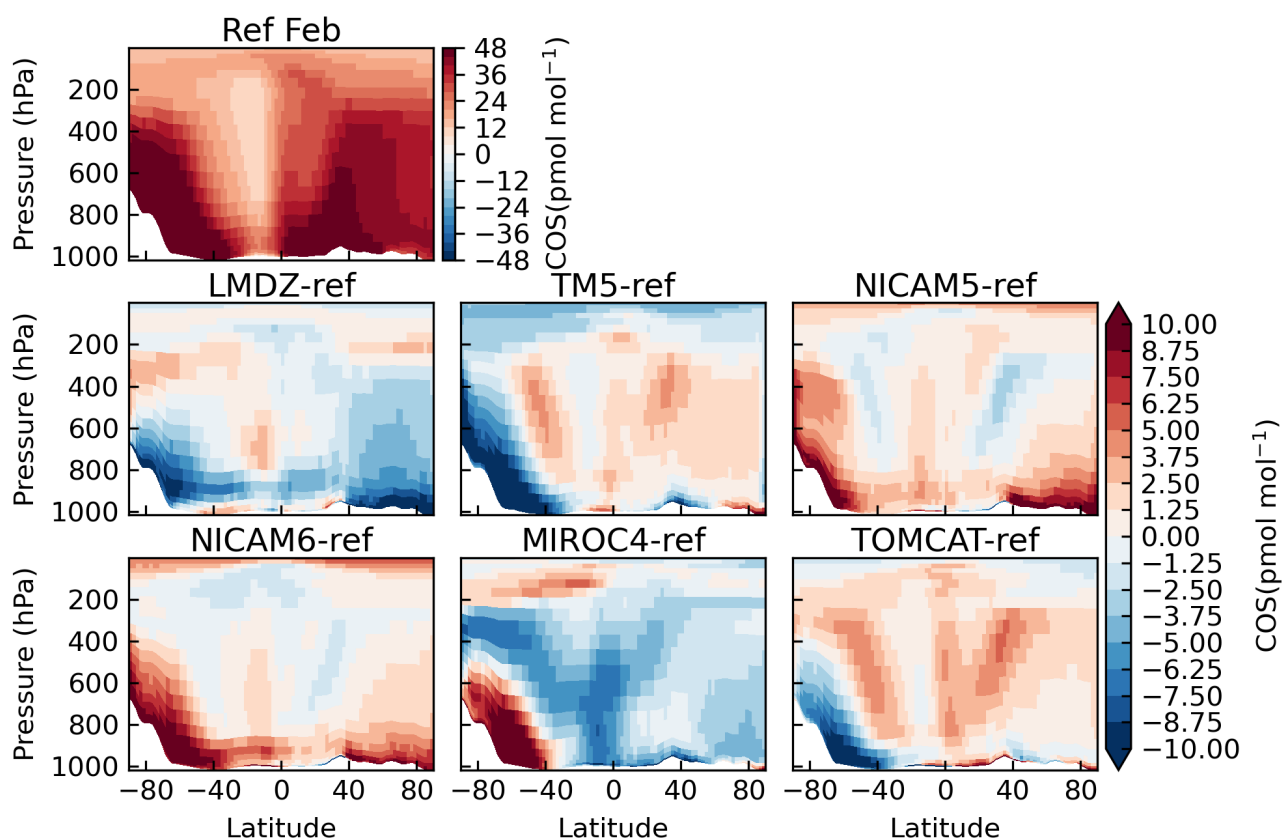 Ref Feb
Pressure (hPa)
200
400
600
800
1000
48
36
24
12
0
−12
−24
−36
−48
COS(pmol mol⁻¹)
LMDZ-ref
TM5-ref
NICAM5-ref
Pressure (hPa)
200
400
600
800
1000
NICAM6-ref
MIROC4-ref
TOMCAT-ref
Pressure (hPa)
200
400
600
800
1000
−80 −40 0 40 80
−80 −40 0 40 80
−80 −40 0 40 80
Latitude
Latitude
Latitude
10.00
8.75
7.50
6.25
5.00
3.75
2.50
1.25
0.00
−1.25
−2.50
−3.75
−5.00
−6.25
−7.50
−8.75
−10.00
COS(pmol mol⁻¹)